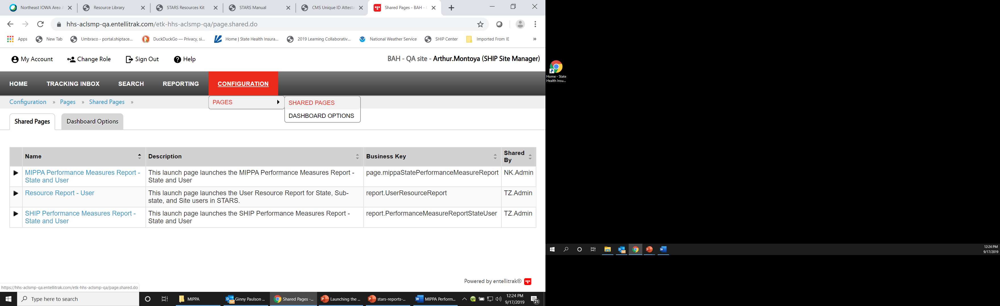 Northeast IOWA Area A
Resource Library
STARS Resources Kit
STARS Manual
CMS Unique ID Attesta
Shared Pages - BAH -
hhs-aclsmp-qa.entellitrak.com/etk-hhs-aclsmp-qa/page.shared.do
Apps
New Tab
Umbraco - portal.shiptace...
DuckDuckGo — Privacy, si...
Home | State Health Insura...
2019 Learning Collaborativ...
National Weather Service
SHIP Center
Imported From IE
»
My Account
Change Role
Sign Out
Help
BAH - QA site - Arthur.Montoya (SHIP Site Manager)
HOME
TRACKING INBOX
SEARCH
REPORTING
CONFIGURATION
Configuration » Pages » Shared Pages »
PAGES
SHARED PAGES
DASHBOARD OPTIONS
Shared Pages
Dashboard Options
Name
Description
Business Key
Shared
By
MIPPA Performance Measures Report -
State and User
This launch page launches the MIPPA Performance Measures Report -
State and User
page.mippaStatePerformanceMeasureReport
NK.Admin
Resource Report - User
This launch page launches the User Resource Report for State, Sub-
state, and Site users in STARS.
report.UserResourceReport
TZ.Admin
SHIP Performance Measures Report -
State and User
This launch page launches the SHIP Performance Measures Report -
State and User
report.PerformanceMeasureReportStateUser
TZ.Admin
Powered by entellitrak®
https://hhs-aclsmp-qa.entellitrak.com/etk-hhs-aclsmp-qa/page.shared.do
Type here to search
MIPPA
Ginny Paulson ...
Shared Pages -...
Launching the ...
stars-reports-...
MIPPA Perform...
12:24 PM
9/17/2019
21
Home - State
Health Insu...
12:24 PM
9/17/2019